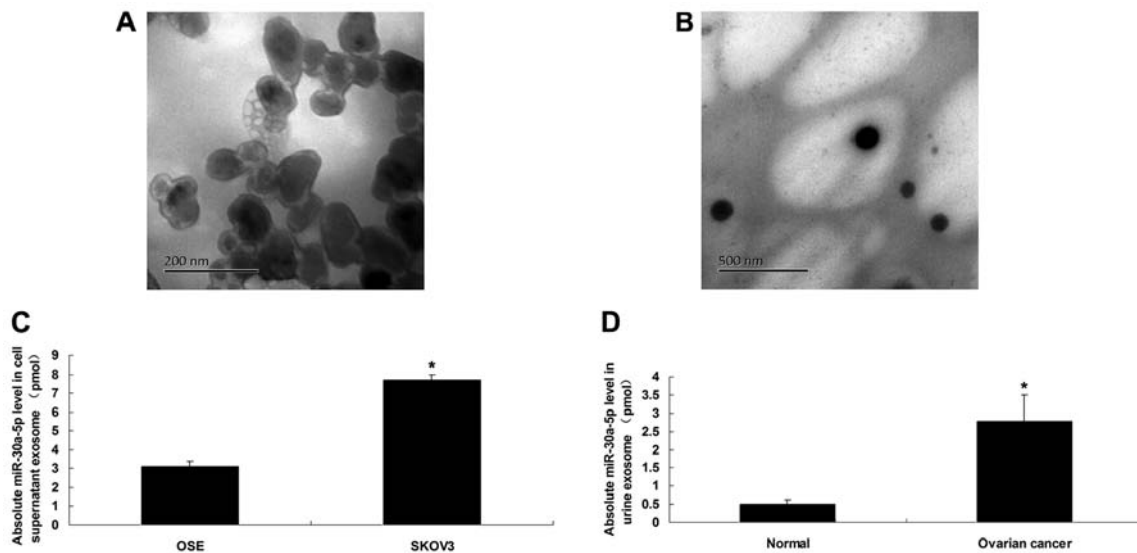 A
200 nm
B
500 nm
C
Absolute miR-30a-5p level in cell
supernatant exosome (pmol)
9
8
7
6
5
4
3
2
1
0
*
OSE
SKOV3
D
Absolute miR-30a-5p level in
urine exosome (pmol)
4
3.5
3
2.5
2
1.5
1
0.5
0
*
Normal
Ovarian cancer